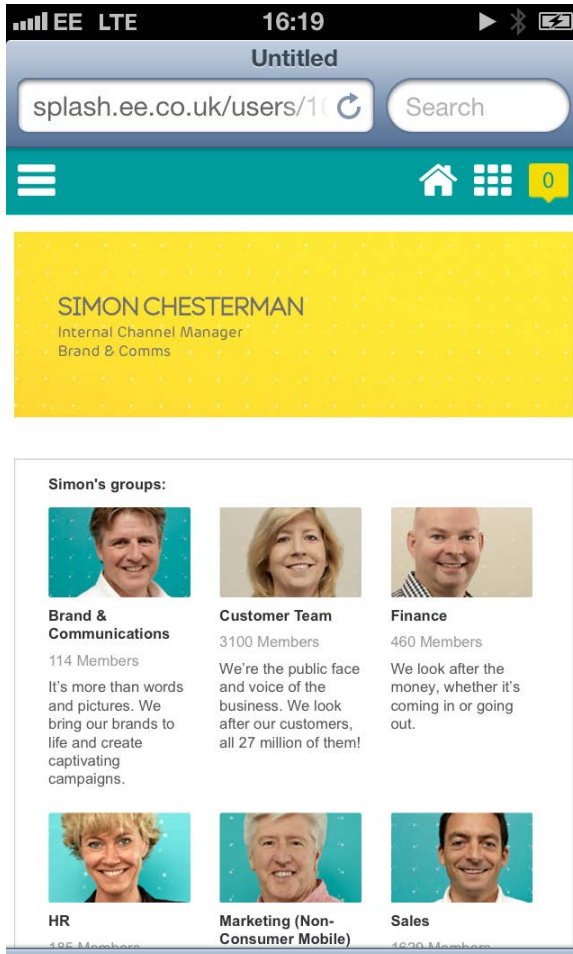 EE LTE 16:19
Untitled
splash.ee.co.uk/users/1
Search
0
SIMON CHESTERMAN
Internal Channel Manager
Brand & Comms
Simon's groups:
Brand &
Communications
114 Members
It's more than words
and pictures. We
bring our brands to
life and create
captivating
campaigns.
Customer Team
3100 Members
We're the public face
and voice of the
business. We look
after our customers,
all 27 million of them!
Finance
460 Members
We look after the
money, whether it's
coming in or going
out.
HR
185 Members
Marketing (Non-
Consumer Mobile)
Sales
1629 Members